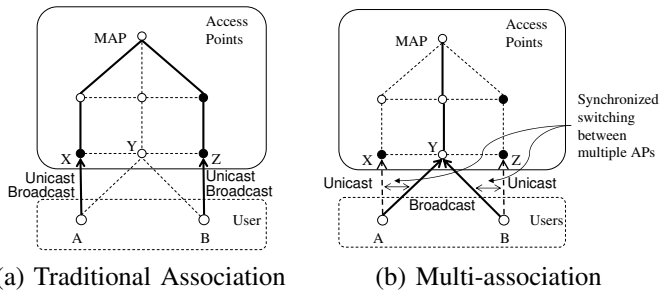 MAP
Access
Points
X
Y
Z
Unicast
Broadcast
Unicast
Broadcast
User
A
B
(a) Traditional Association
MAP
Access
Points
Synchronized
switching
between
multiple APs
X
Y
Z
Unicast
Unicast
Broadcast
Users
A
B
(b) Multi-association